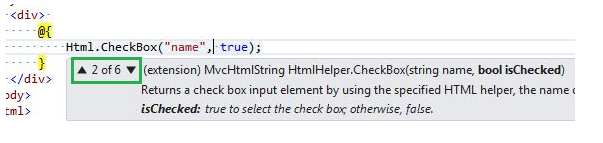 <div>
@{
Html.CheckBox("name", true);
}
▲ 2 of 6 ▼ (extension) MvcHtmlString HtmlHelper.CheckBox(string name, bool isChecked)
</div>
Returns a check box input element by using the specified HTML helper, the name
ody>
isChecked: true to select the check box; otherwise, false.
tml>